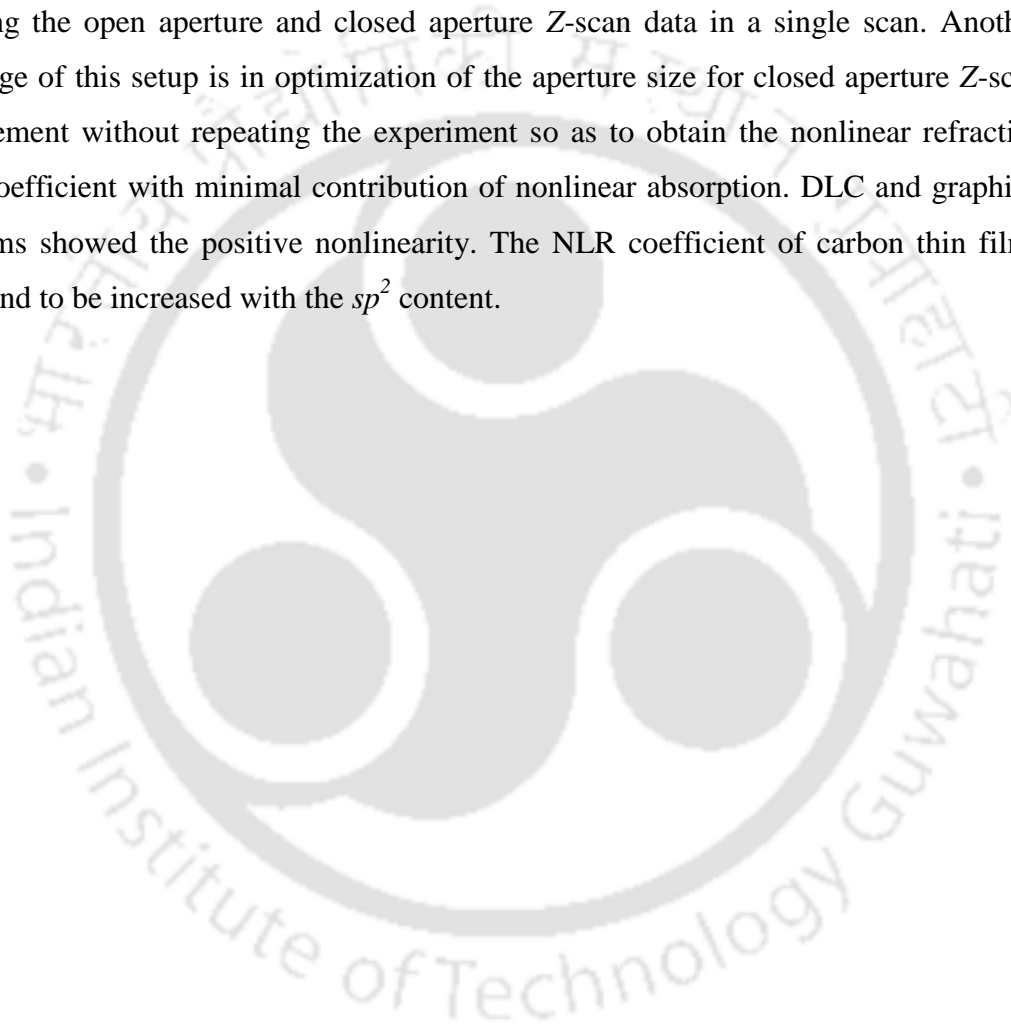 ng the open aperture and closed aperture Z-scan data in a single scan. Anoth
ge of this setup is in optimization of the aperture size for closed aperture Z-sc
ement without repeating the experiment so as to obtain the nonlinear refracti
oefficient with minimal contribution of nonlinear absorption. DLC and graphi
ms showed the positive nonlinearity. The NLR coefficient of carbon thin film
nd to be increased with the sp² content.
Indian Institute of Technology Guwahati